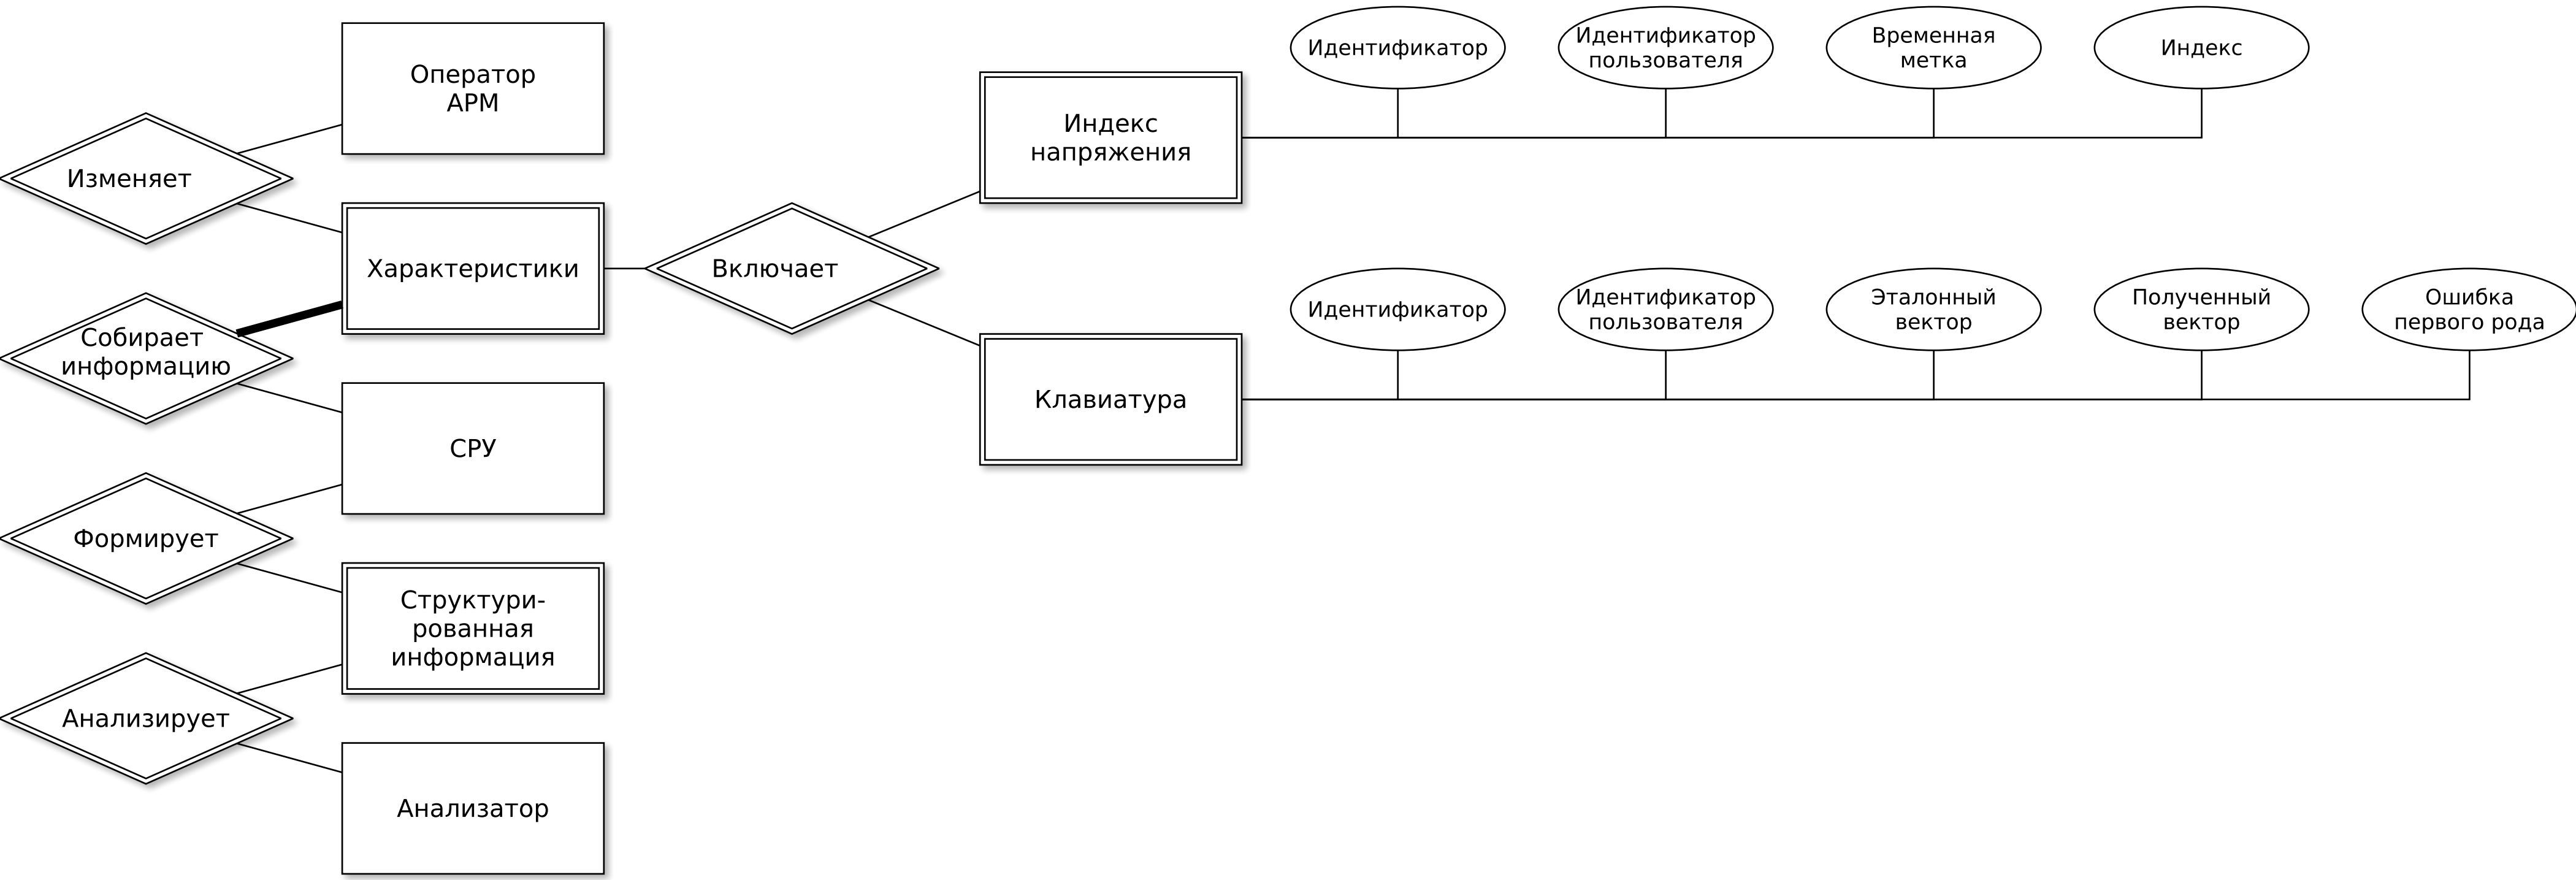 Оператор
АРМ
Изменяет
Характеристики
Собирает
информацию
СРУ
Формирует
Структури-
рованная
информация
Анализирует
Анализатор
Включает
Индекс
напряжения
Идентификатор
Идентификатор
пользователя
Временная
метка
Индекс
Клавиатура
Идентификатор
Идентификатор
пользователя
Эталонный
вектор
Полученный
вектор
Ошибка
первого рода